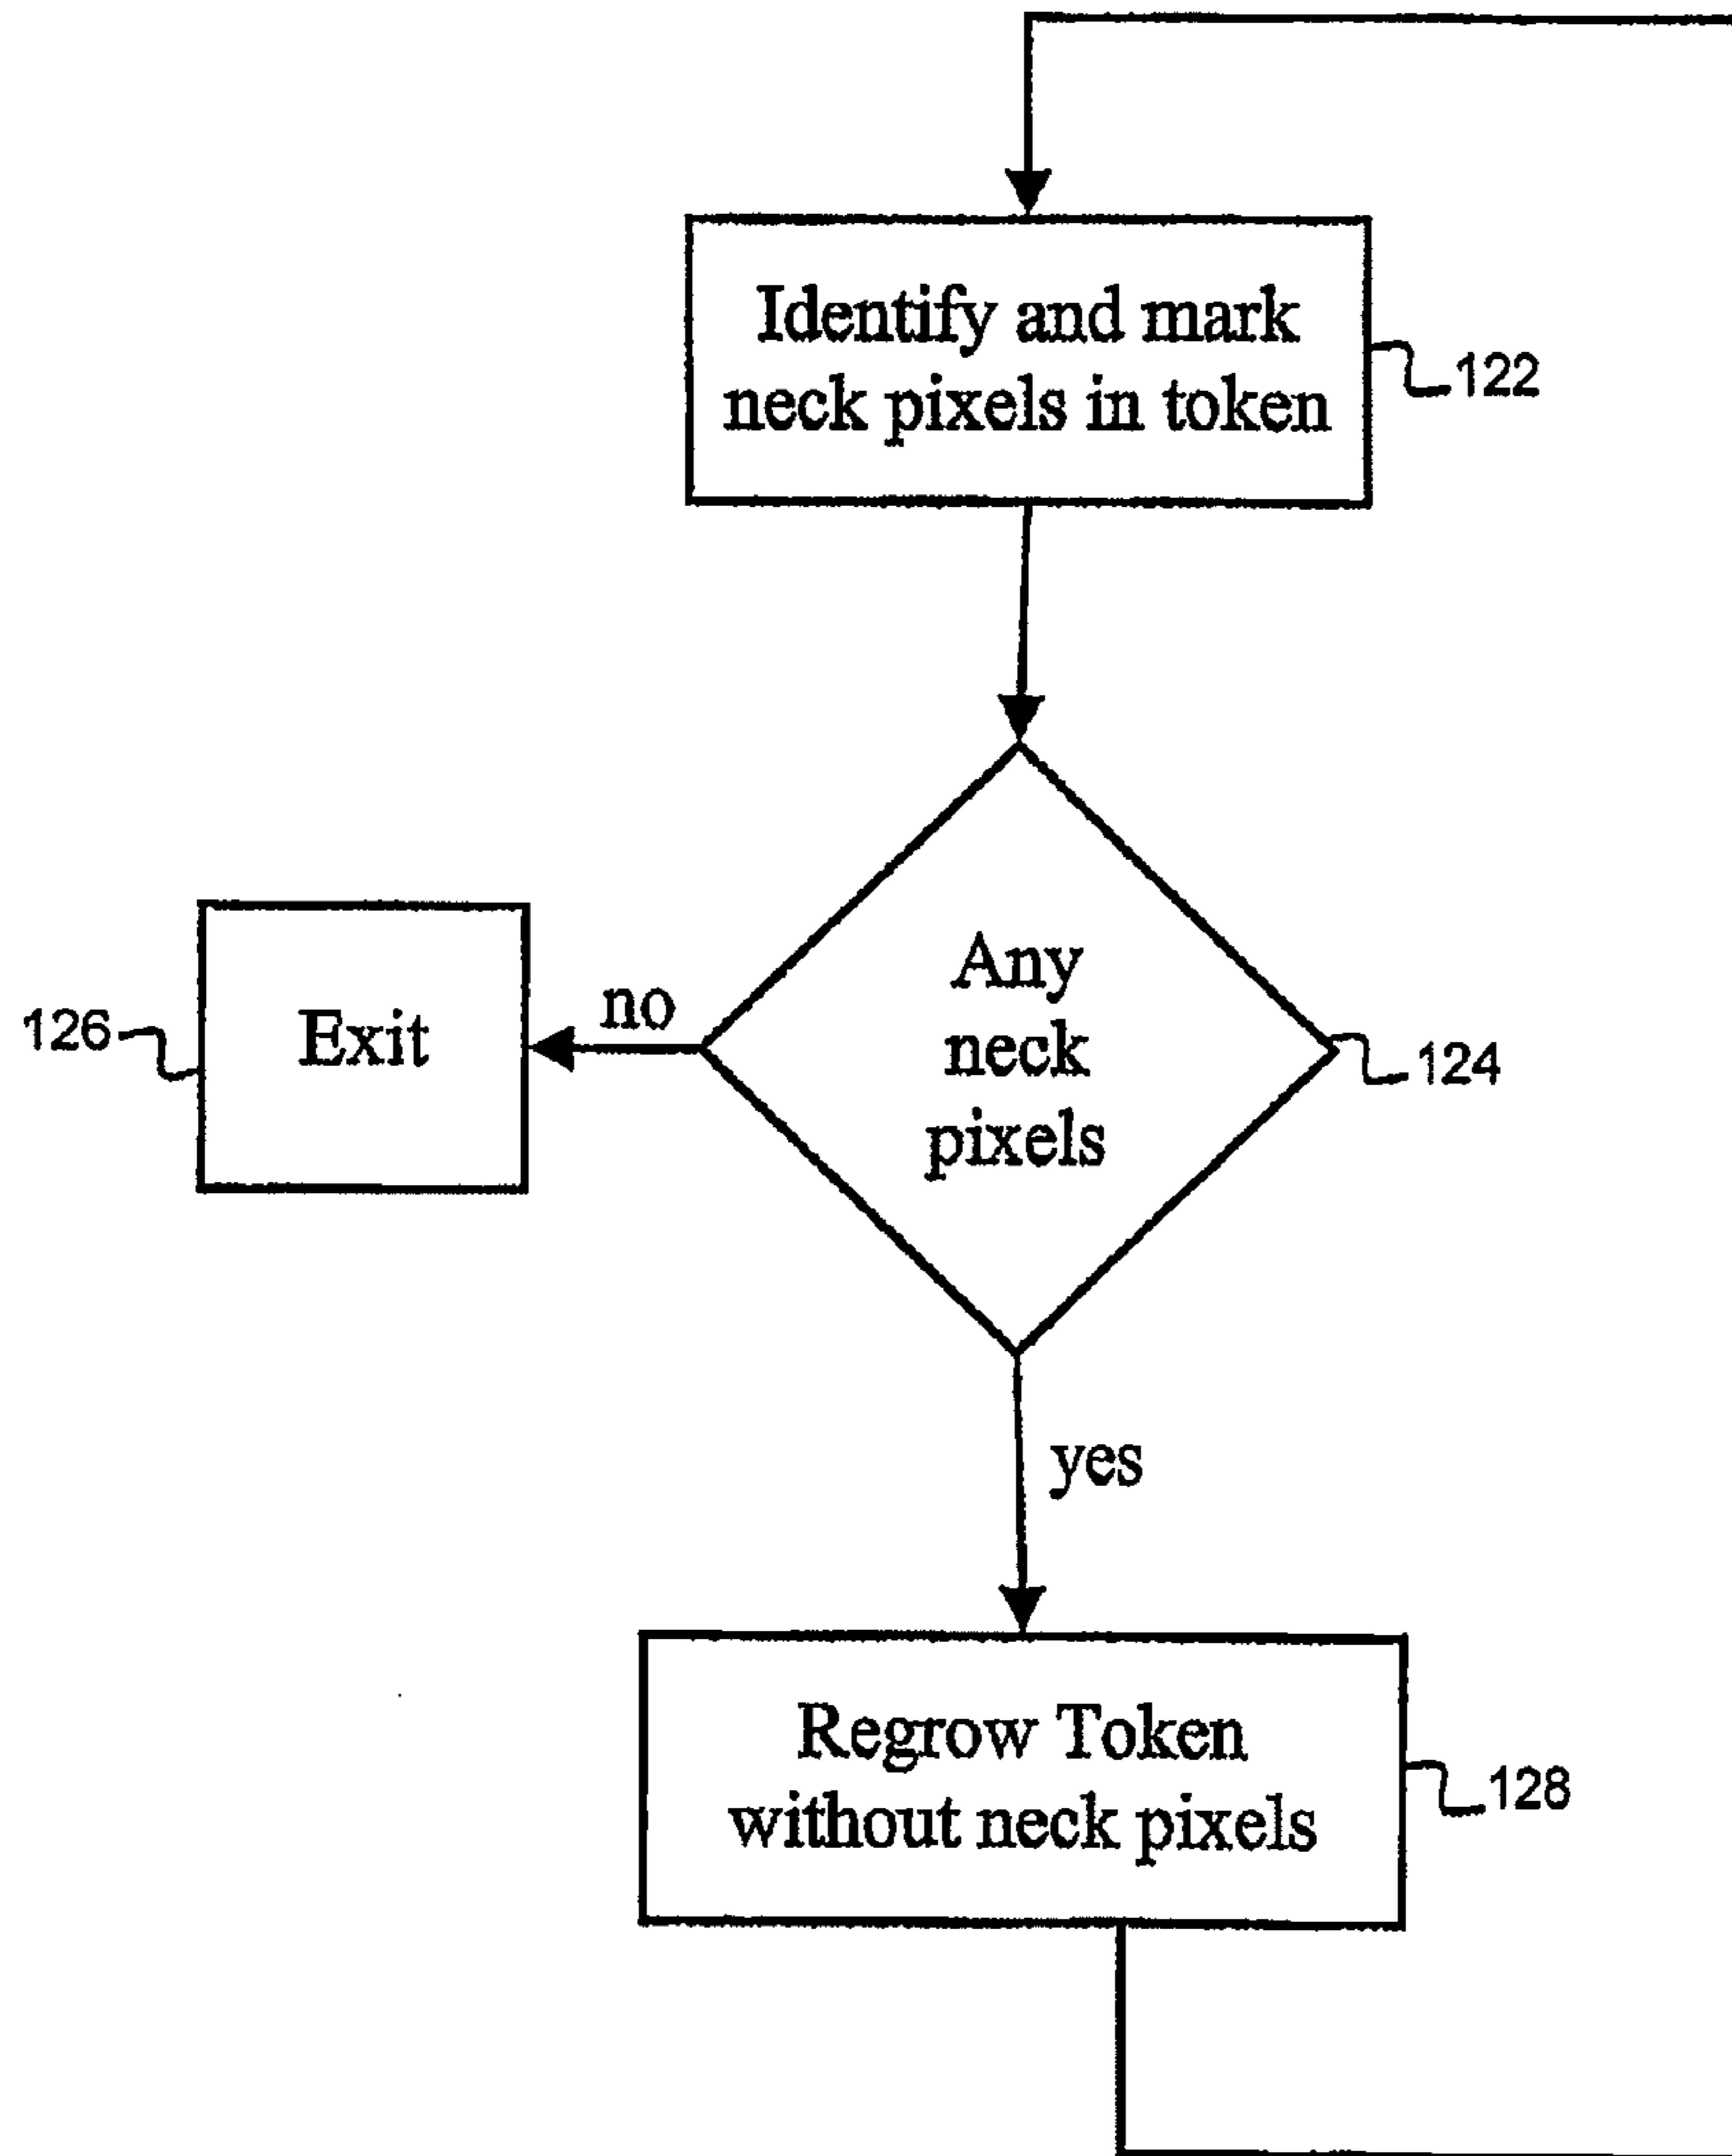 Identify and mark
neck pixels in token
122
Any
neck
pixels
124
no
Exit
126
yes
Regrow Token
without neck pixels
128